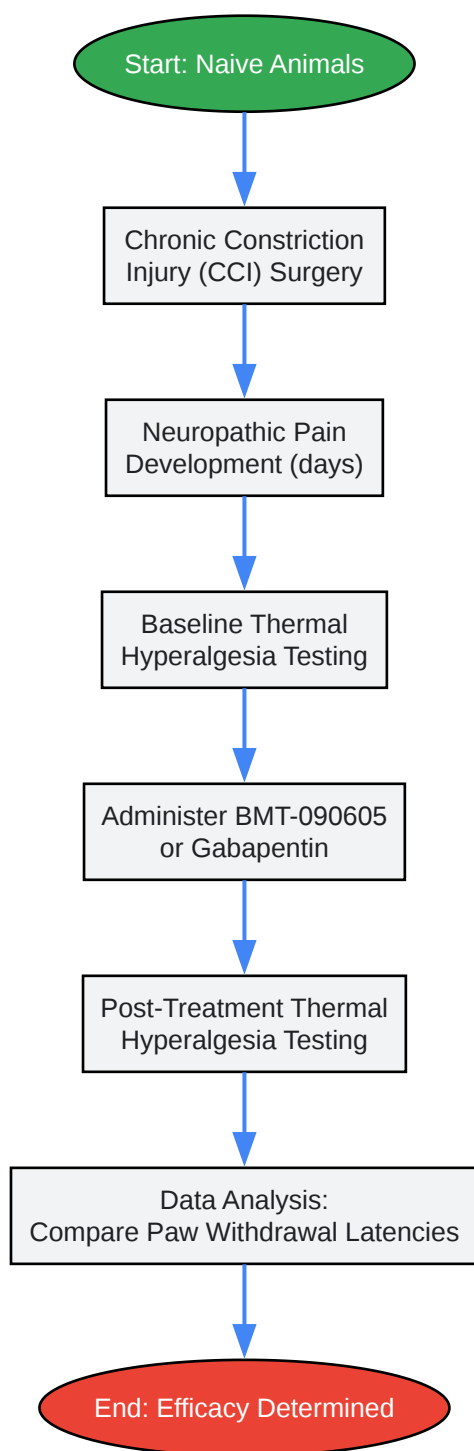 Start: Naive Animals
Chronic Constriction
Injury (CCI) Surgery
Neuropathic Pain
Development (days)
Baseline Thermal
Hyperalgesia Testing
Administer BMT-090605
or Gabapentin
Post-Treatment Thermal
Hyperalgesia Testing
Data Analysis:
Compare Paw Withdrawal Latencies
End: Efficacy Determined